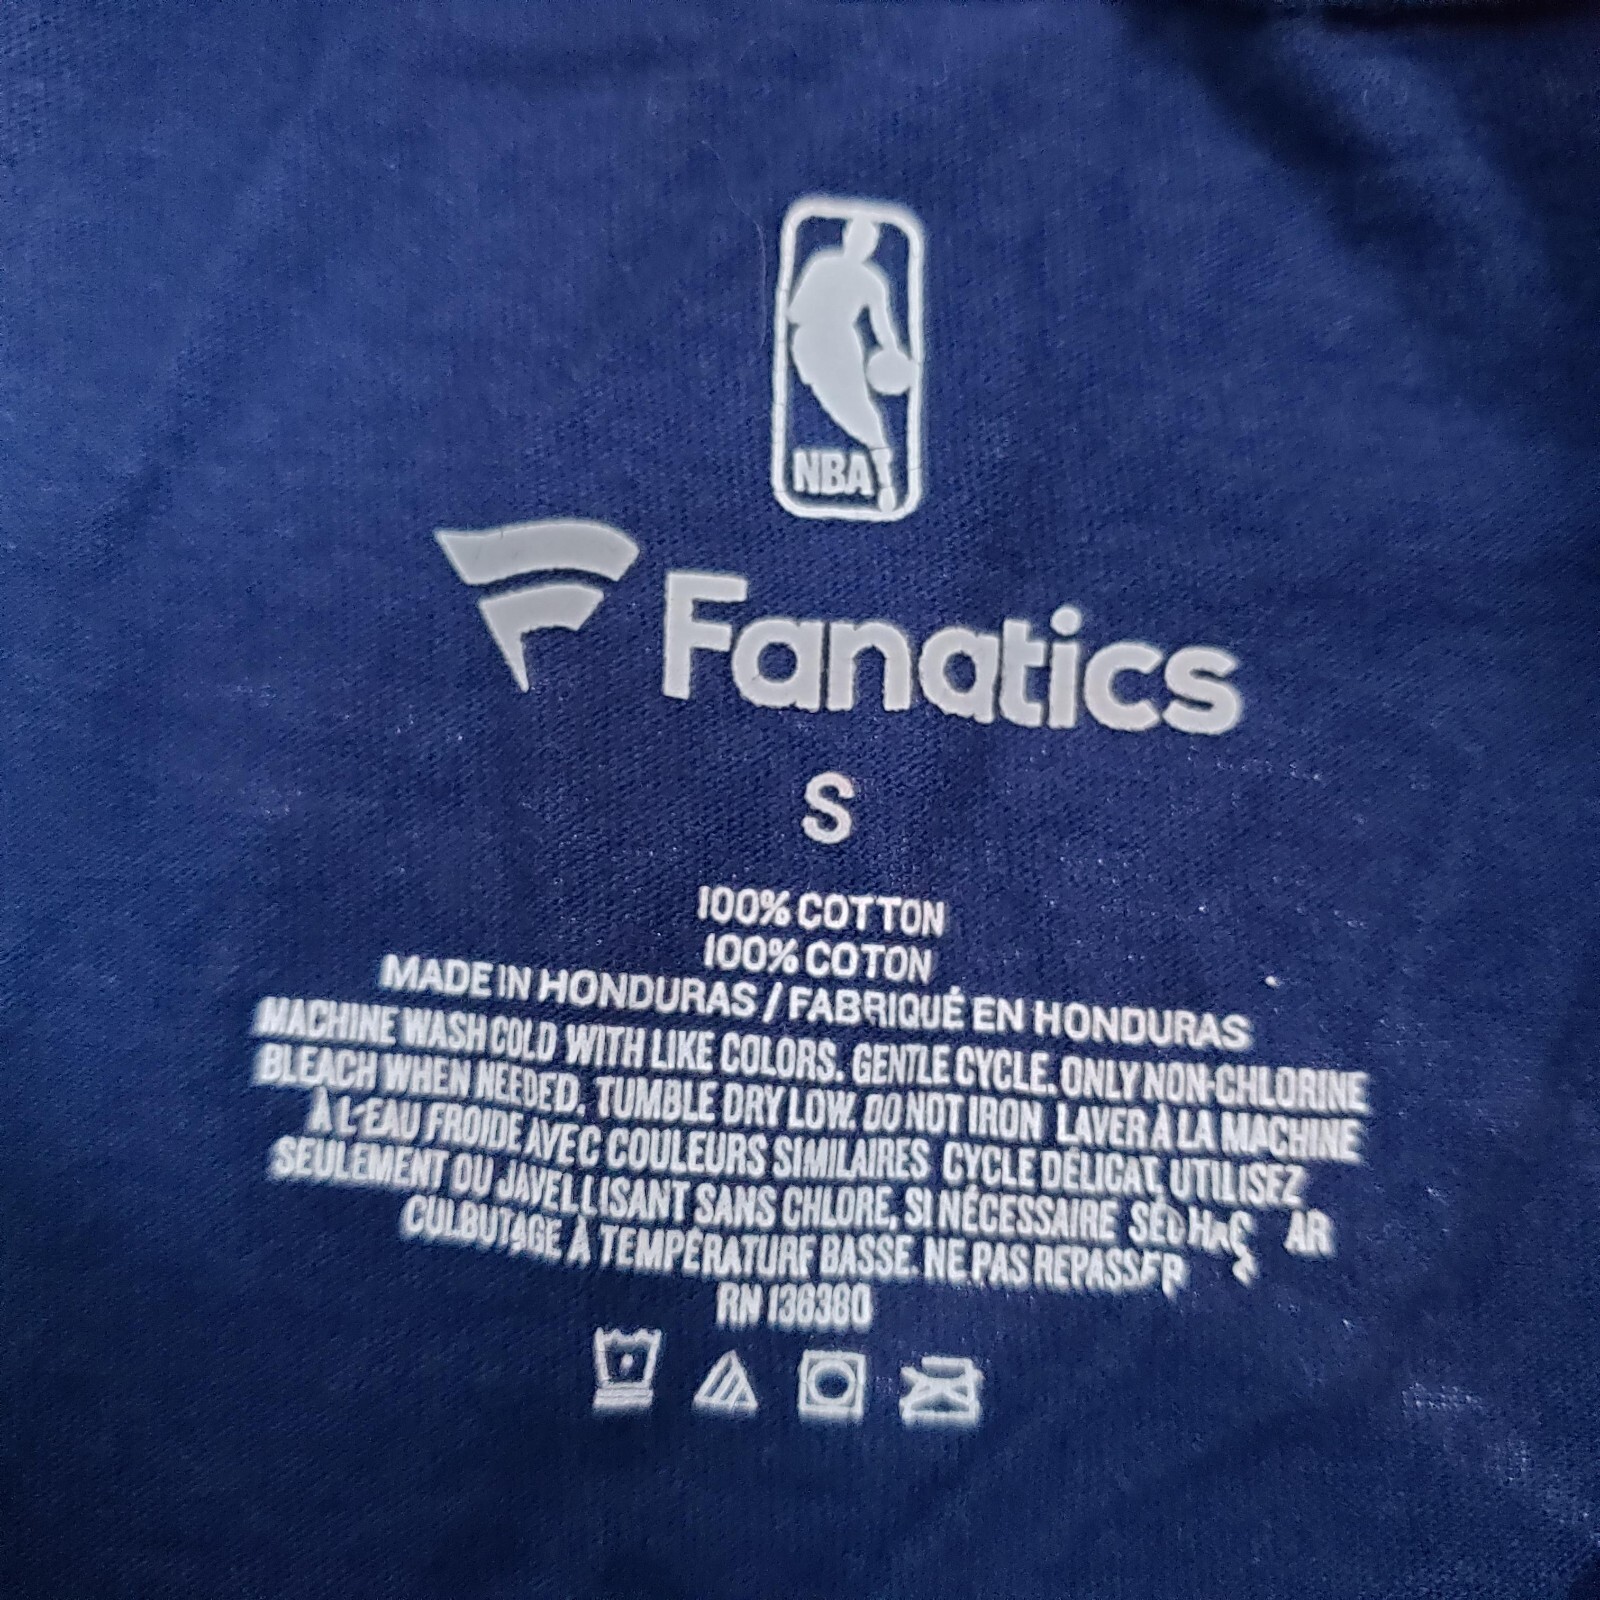 NBA
Fanatics
S
100% COTTON
100% COTON
MADE IN HONDURAS / FABRIQUÉ EN HONDURAS
MACHINE WASH COLD WITH LIKE COLORS. GENTLE CYCLE. ONLY NON-CHLORINE
BLEACH WHEN NEEDED. TUMBLE DRY LOW. DO NOT IRON LAVER À LA MACHINE
À L'EAU FROIDE AVEC COULEURS SIMILAIRES CYCLE DÉLICAT, UTILISEZ
SEULEMENT OU JAVELLISANT SANS CHLORE, SI NÉCESSAIRE AR
CULBUTAGE À TEMPÉRATURE BASSE. NE PAS REPASSER
RN 136380